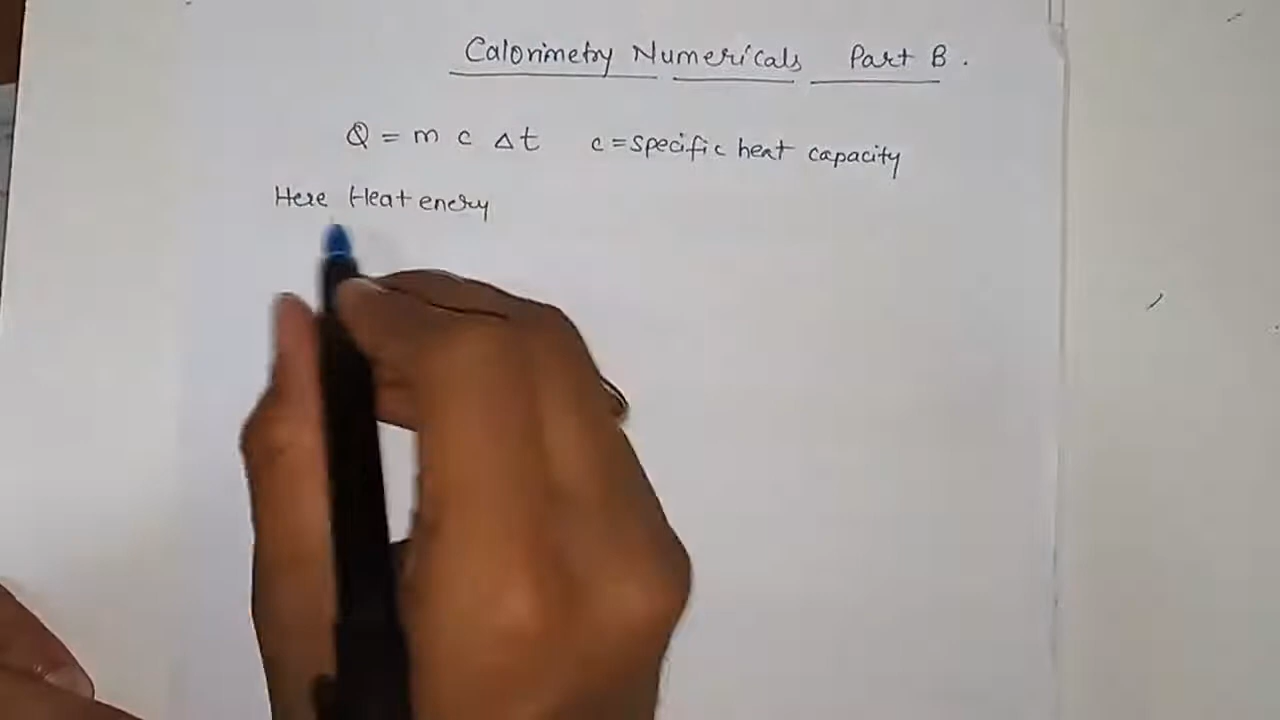 Calorimetry Numericals Part B.
Q = m c Δt c = specific heat capacity
Here Heat enery